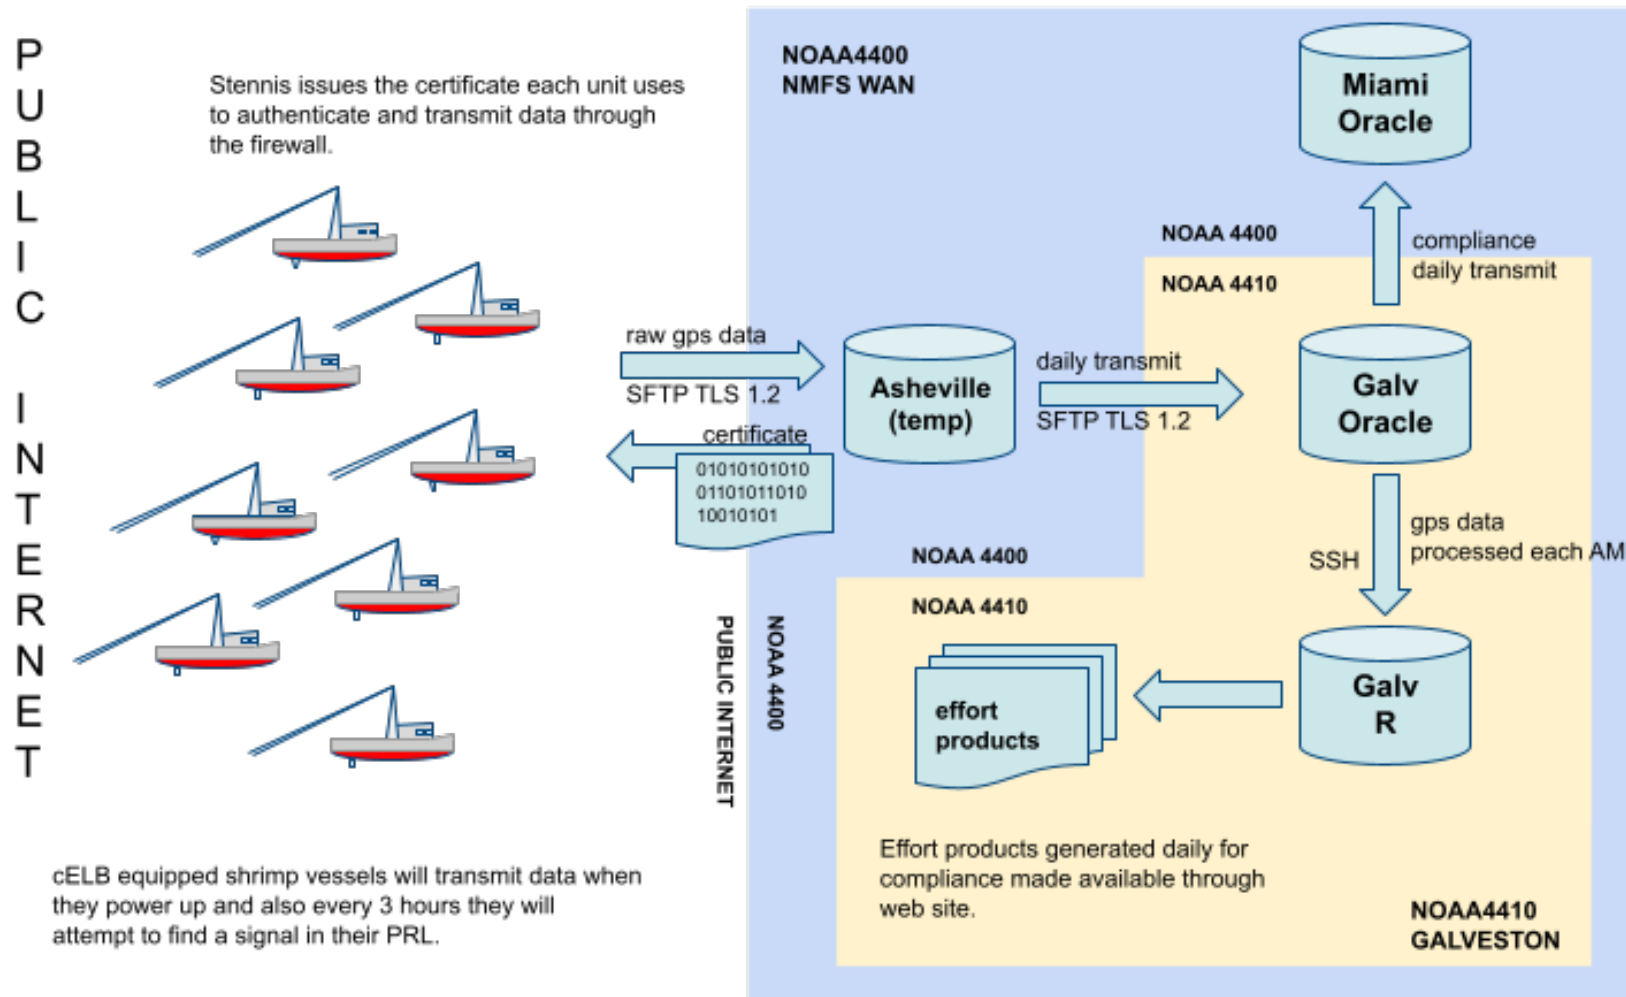 PUBLIC INTERNET
Stennis issues the certificate each unit uses
to authenticate and transmit data through
the firewall.
cELB equipped shrimp vessels will transmit data when
they power up and also every 3 hours they will
attempt to find a signal in their PRL.
raw gps data
SFTP TLS 1.2
certificate
01010101010
01101011010
10010101
PUBLIC INTERNET
NOAA 4400
NOAA4400
NMFS WAN
Asheville
(temp)
daily transmit
SFTP TLS 1.2
Miami
Oracle
NOAA 4400
compliance
daily transmit
NOAA 4410
Galv
Oracle
gps data
processed each AM
SSH
NOAA 4400
NOAA 4410
Galv
R
effort
products
Effort products generated daily for
compliance made available through
web site.
NOAA4410
GALVESTON